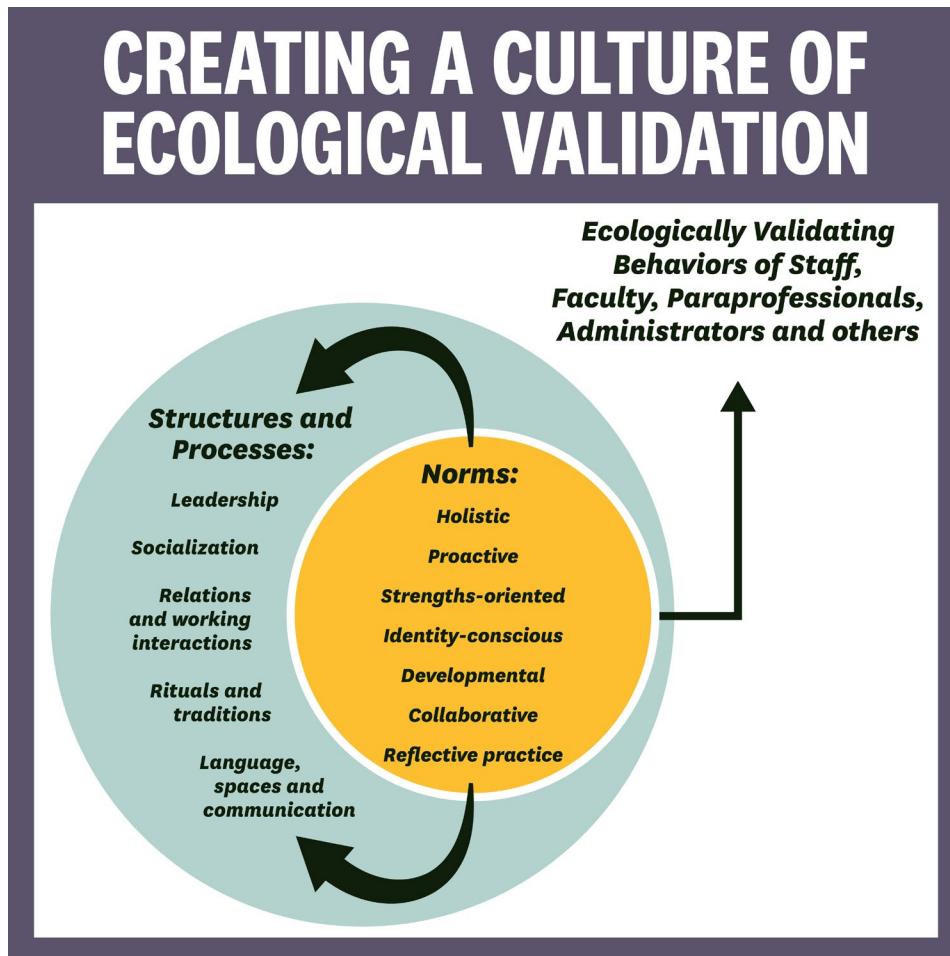 CREATING A CULTURE OF
ECOLOGICAL VALIDATION
Ecologically Validating
Behaviors of Staff,
Faculty, Paraprofessionals,
Administrators and others
Structures and
Processes:
Leadership
Socialization
Relations
and working
interactions
Rituals and
traditions
Language,
spaces and
communication
Norms:
Holistic
Proactive
Strengths-oriented
Identity-conscious
Developmental
Collaborative
Reflective practice